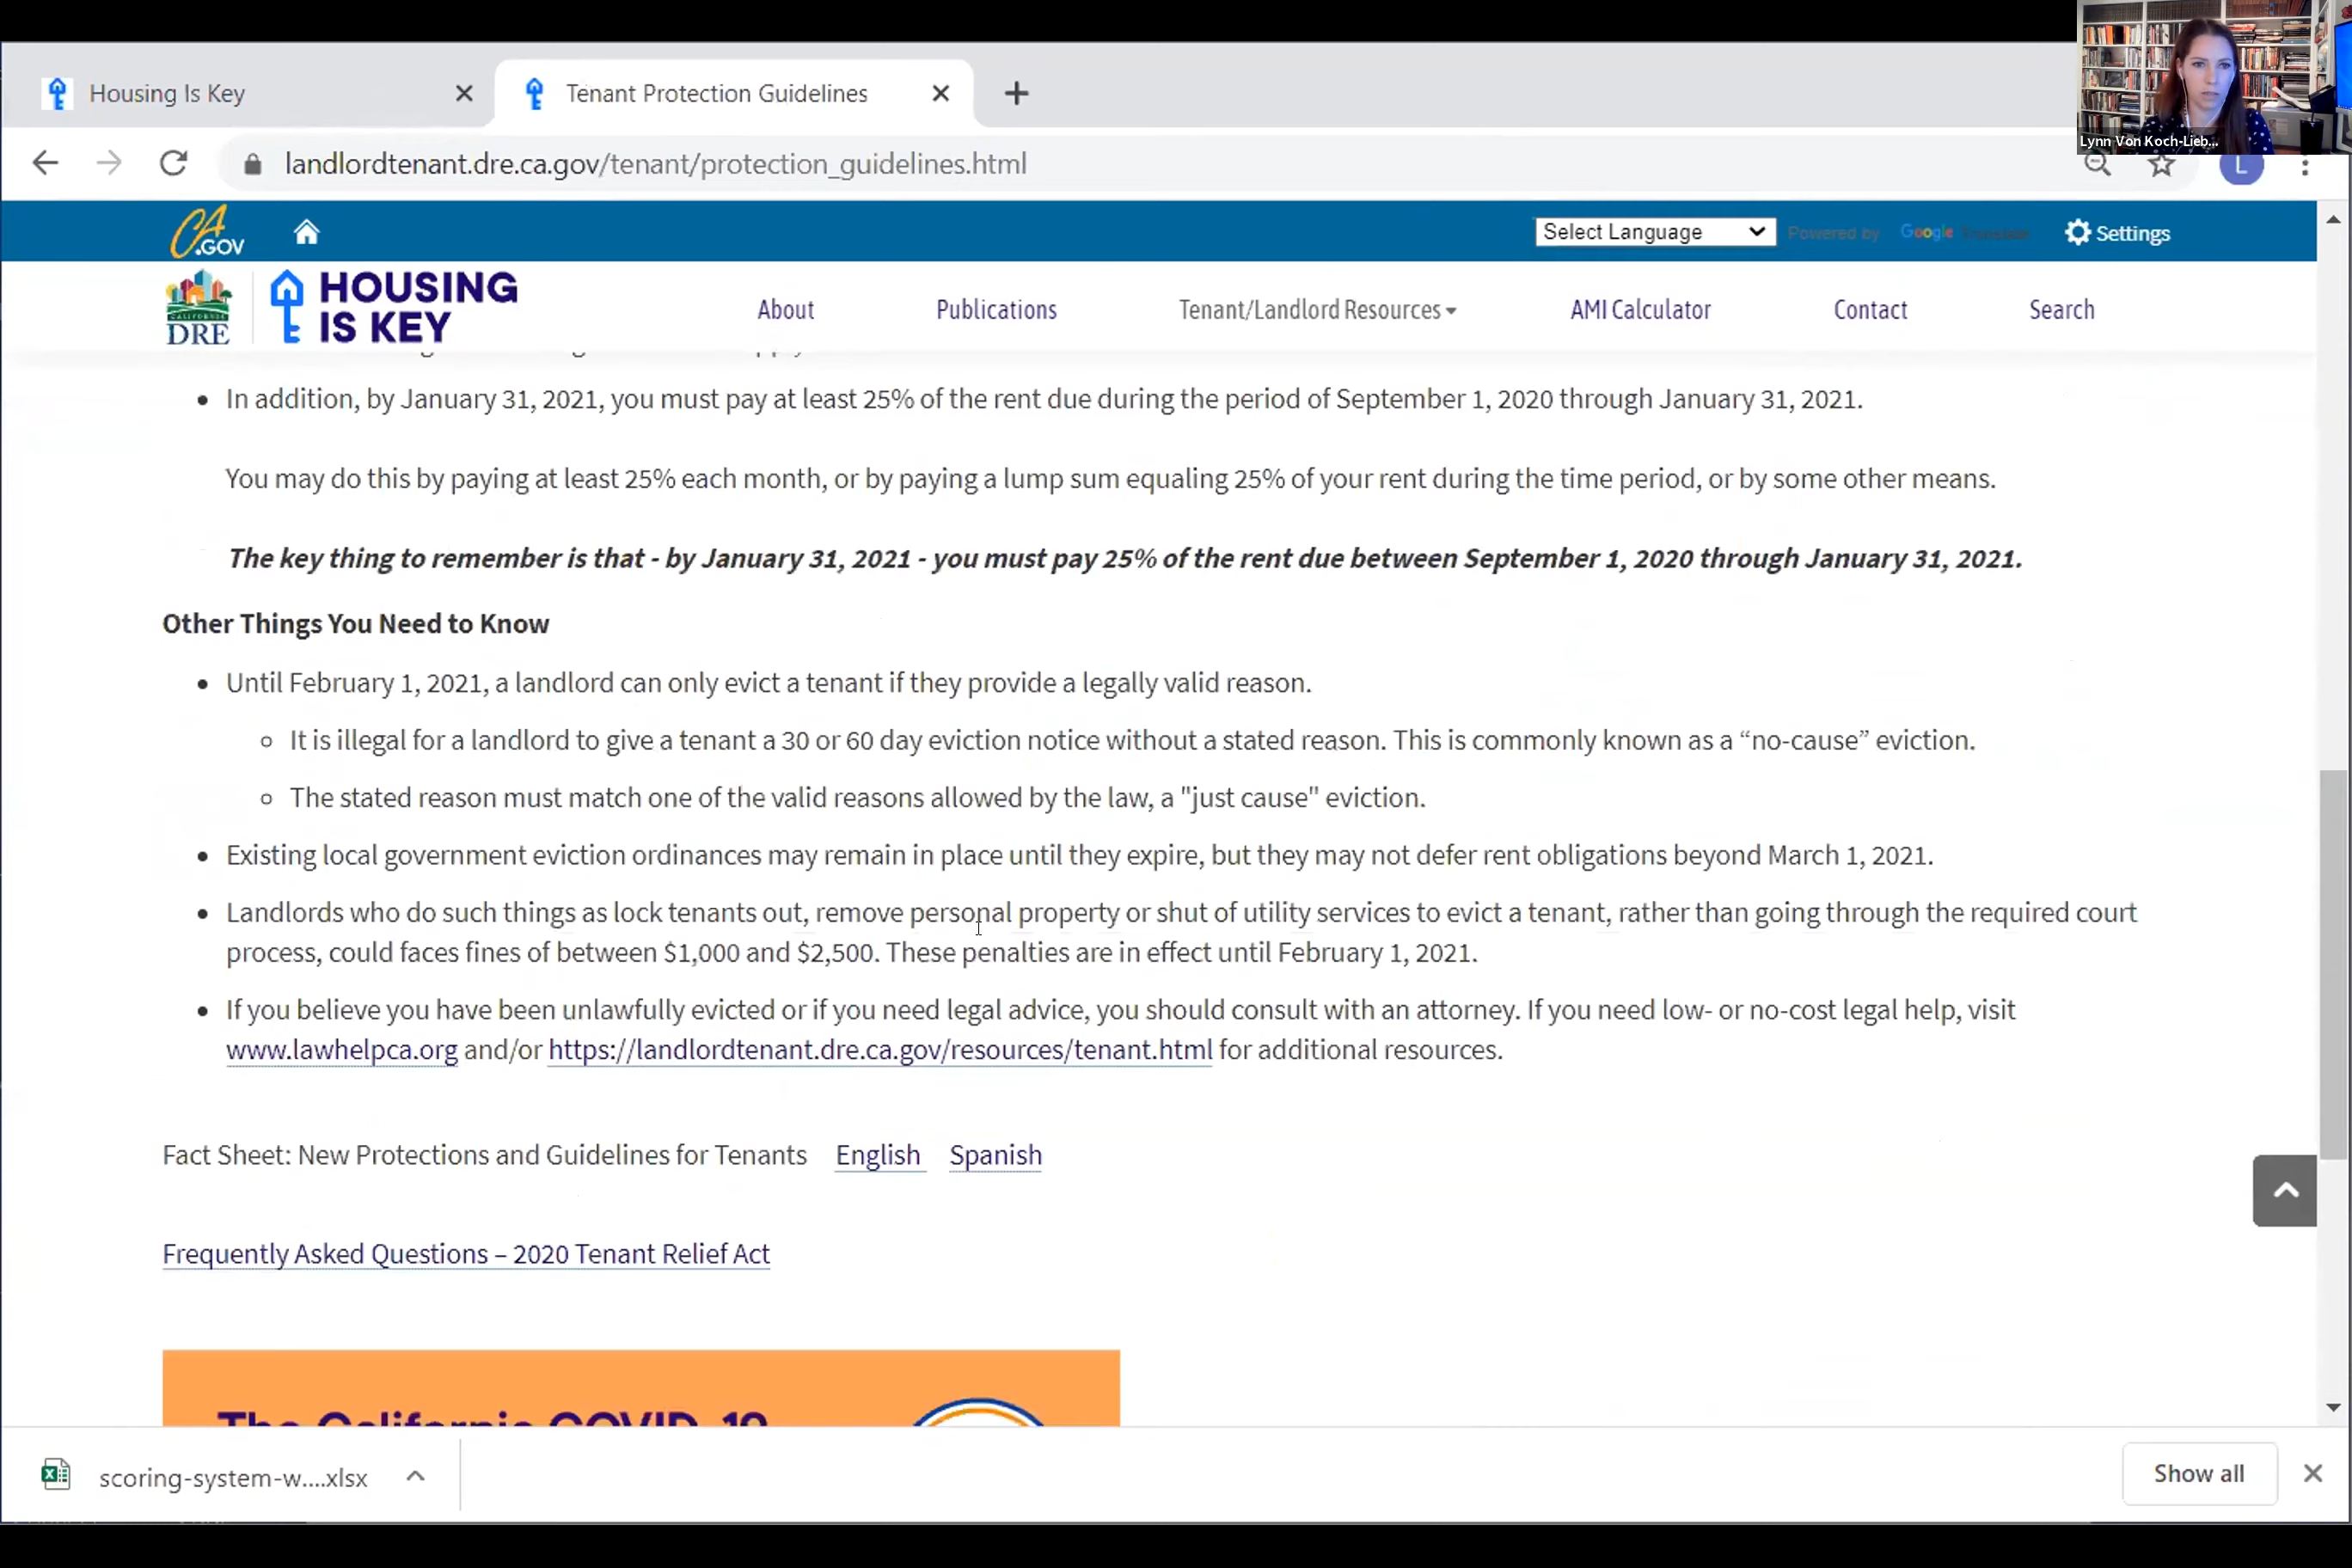 Housing Is Key
Tenant Protection Guidelines
Lynn Von Koch-Lieb...
landlordtenant.dre.ca.gov/tenant/protection_guidelines.html
L
CA.GOV
Select Language
Powered by Google Translate
Settings
CALIFORNIA
DRE
HOUSING
IS KEY
About
Publications
Tenant/Landlord Resources
AMI Calculator
Contact
Search
In addition, by January 31, 2021, you must pay at least 25% of the rent due during the period of September 1, 2020 through January 31, 2021.
You may do this by paying at least 25% each month, or by paying a lump sum equaling 25% of your rent during the time period, or by some other means.
The key thing to remember is that - by January 31, 2021 - you must pay 25% of the rent due between September 1, 2020 through January 31, 2021.
Other Things You Need to Know
Until February 1, 2021, a landlord can only evict a tenant if they provide a legally valid reason.
It is illegal for a landlord to give a tenant a 30 or 60 day eviction notice without a stated reason. This is commonly known as a “no-cause” eviction.
The stated reason must match one of the valid reasons allowed by the law, a "just cause" eviction.
Existing local government eviction ordinances may remain in place until they expire, but they may not defer rent obligations beyond March 1, 2021.
Landlords who do such things as lock tenants out, remove personal property or shut of utility services to evict a tenant, rather than going through the required court
process, could faces fines of between $1,000 and $2,500. These penalties are in effect until February 1, 2021.
If you believe you have been unlawfully evicted or if you need legal advice, you should consult with an attorney. If you need low- or no-cost legal help, visit
www.lawhelpca.org and/or https://landlordtenant.dre.ca.gov/resources/tenant.html for additional resources.
Fact Sheet: New Protections and Guidelines for Tenants English Spanish
Frequently Asked Questions – 2020 Tenant Relief Act
The California COVID-19
scoring-system-w....xlsx
Show all